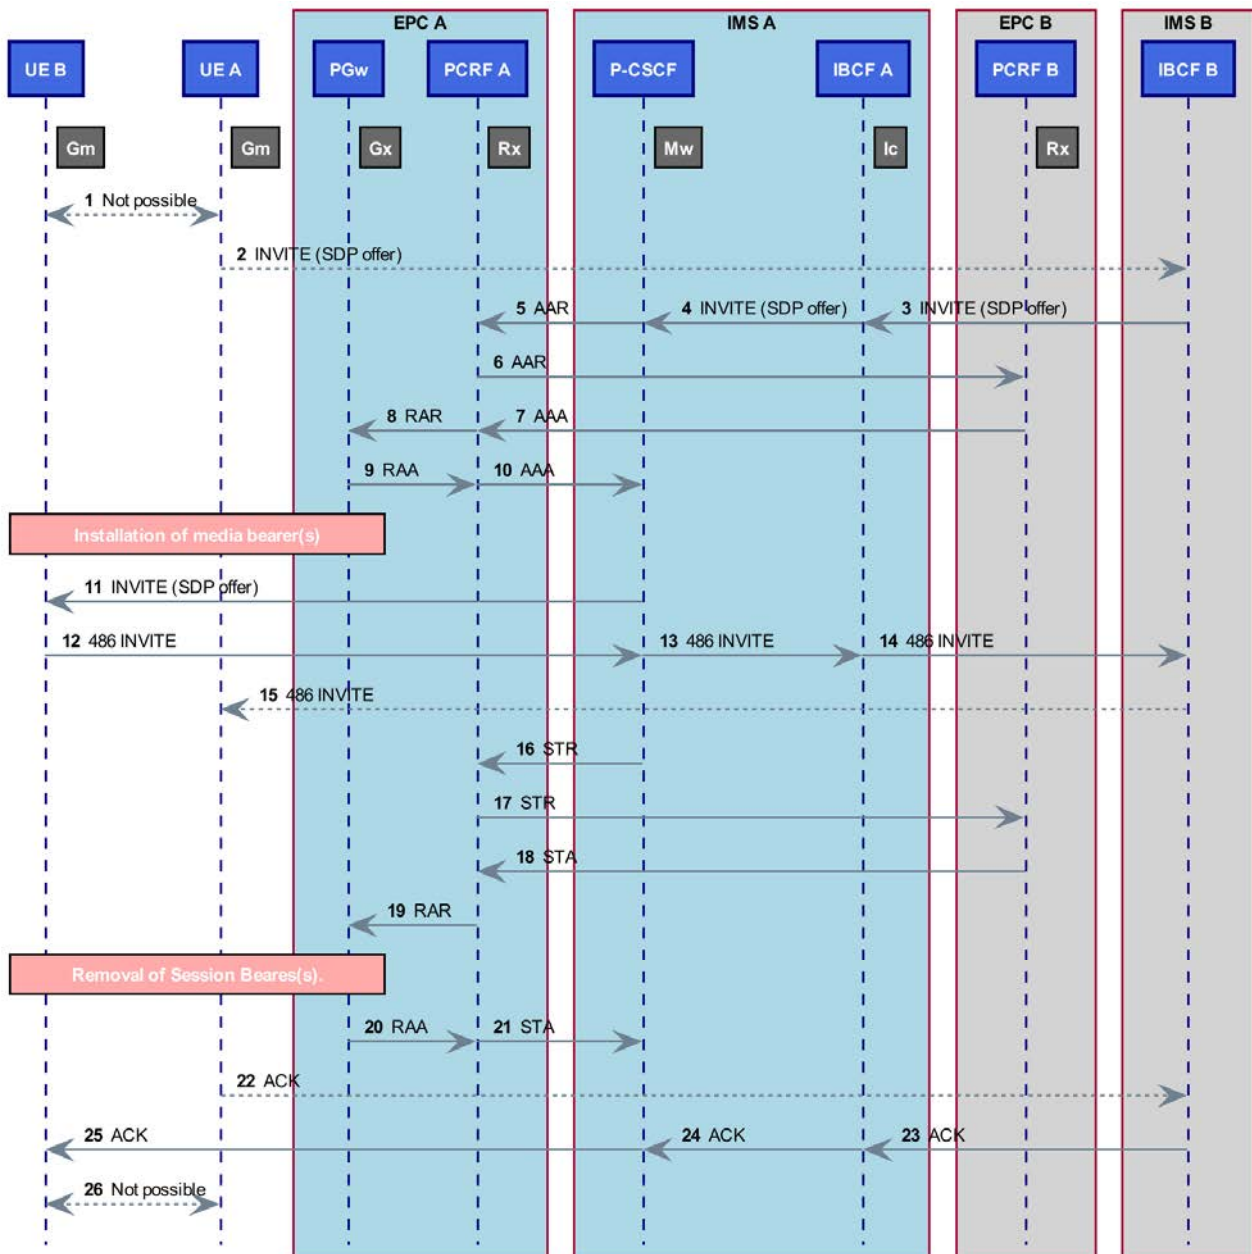 EPC A IMS A EPC B IMS B
UE B UE A PGw PCRF A P-CSCF IBCF A PCRF B IBCF B
Gm Gm Gx Rx Mw Ic Rx
1 Not possible
2 INVITE (SDP offer)
5 AAR 4 INVITE (SDP offer) 3 INVITE (SDP offer)
6 AAR
8 RAR 7 AAA
9 RAA 10 AAA
Installation of media bearer(s)
11 INVITE (SDP offer)
12 486 INVITE 13 486 INVITE 14 486 INVITE
15 486 INVITE
16 STR
17 STR
18 STA
19 RAR
Removal of Session Beares(s).
20 RAA 21 STA
22 ACK
25 ACK 24 ACK 23 ACK
26 Not possible